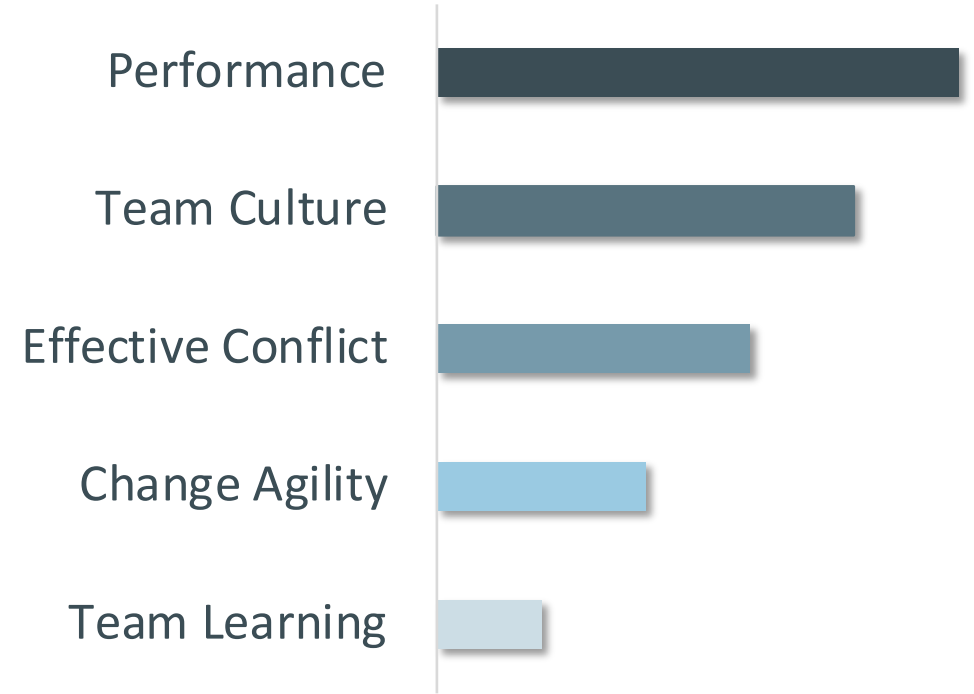 Performance
Team Culture
Effective Conflict
Change Agility
Team Learning